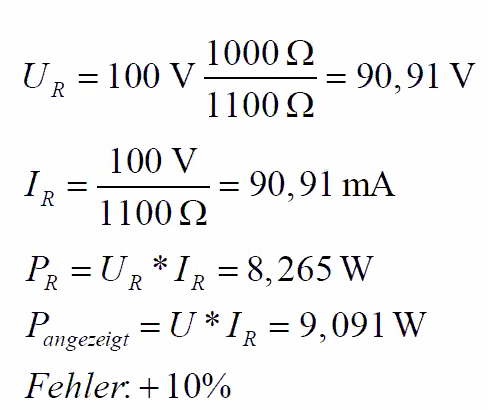 U_R = 100 V 1000 Ω / 1100 Ω = 90,91 V
I_R = 100 V / 1100 Ω = 90,91 mA
P_R = U_R * I_R = 8,265 W
P_angezeigt = U * I_R = 9,091 W
Fehler: + 10%